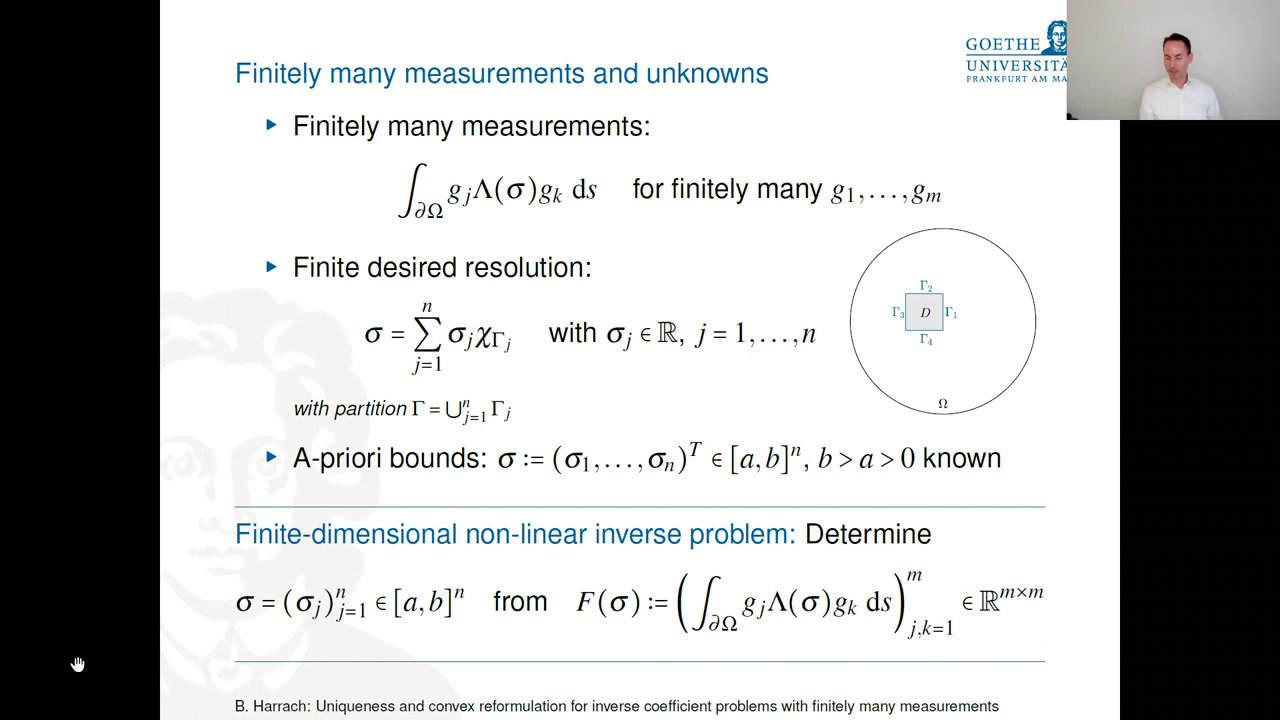 GOETHE
UNIVERSITÄ
FRANKFURT AM MA
Finitely many measurements and unknowns
▸ Finitely many measurements:
∫_{∂Ω} g_j Λ(σ) g_k ds for finitely many g_1, …, g_m
▸ Finite desired resolution:
σ = ∑_{j=1}^{n} σ_j χ_{Γ_j} with σ_j ∈ ℝ, j = 1, …, n
with partition Γ = ⋃_{j=1}^{n} Γ_j
Γ_2
Γ_3 D Γ_1
Γ_4
Ω
▸ A-priori bounds: σ := (σ_1, …, σ_n)^T ∈ [a, b]^n, b > a > 0 known
Finite-dimensional non-linear inverse problem: Determine
σ = (σ_j)_{j=1}^{n} ∈ [a, b]^n from F(σ) := (∫_{∂Ω} g_j Λ(σ) g_k ds)_{j,k=1}^{m} ∈ ℝ^{m×m}
B. Harrach: Uniqueness and convex reformulation for inverse coefficient problems with finitely many measurements